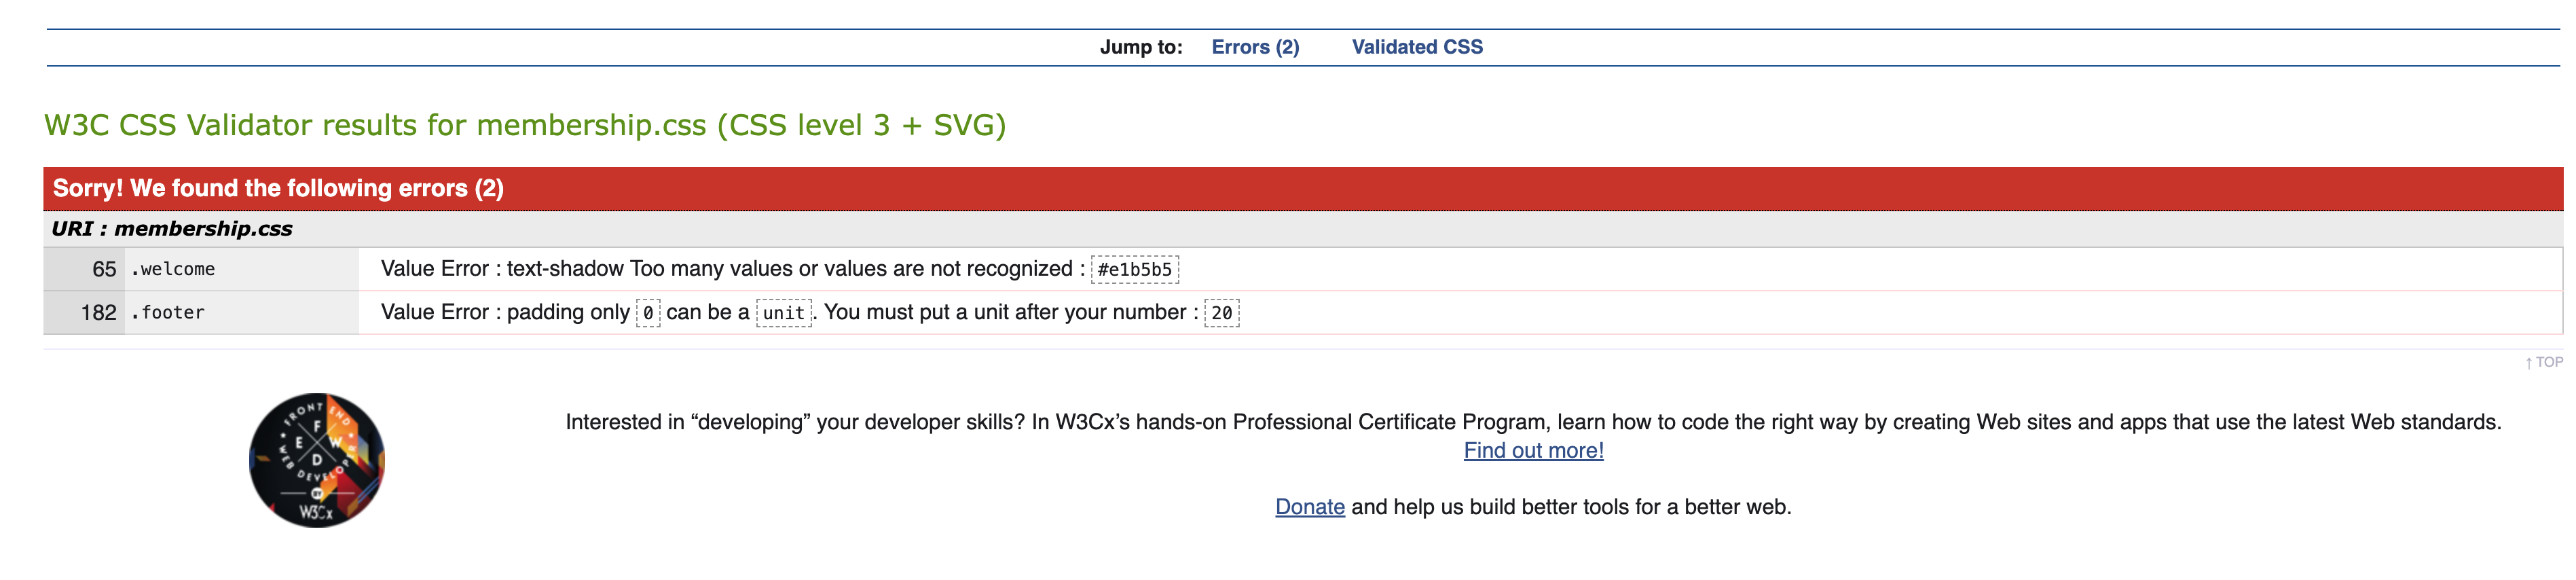 Jump to: Errors (2) Validated CSS
W3C CSS Validator results for membership.css (CSS level 3 + SVG)
Sorry! We found the following errors (2)
URI : membership.css
65 .welcome Value Error : text-shadow Too many values or values are not recognized : #e1b5b5
182 .footer Value Error : padding only 0 can be a unit. You must put a unit after your number : 20
↑ TOP
FRONT END
F
E W
D
WEB DEVELOPER
BY
W3Cx
Interested in “developing” your developer skills? In W3Cx’s hands-on Professional Certificate Program, learn how to code the right way by creating Web sites and apps that use the latest Web standards.
Find out more!
Donate and help us build better tools for a better web.